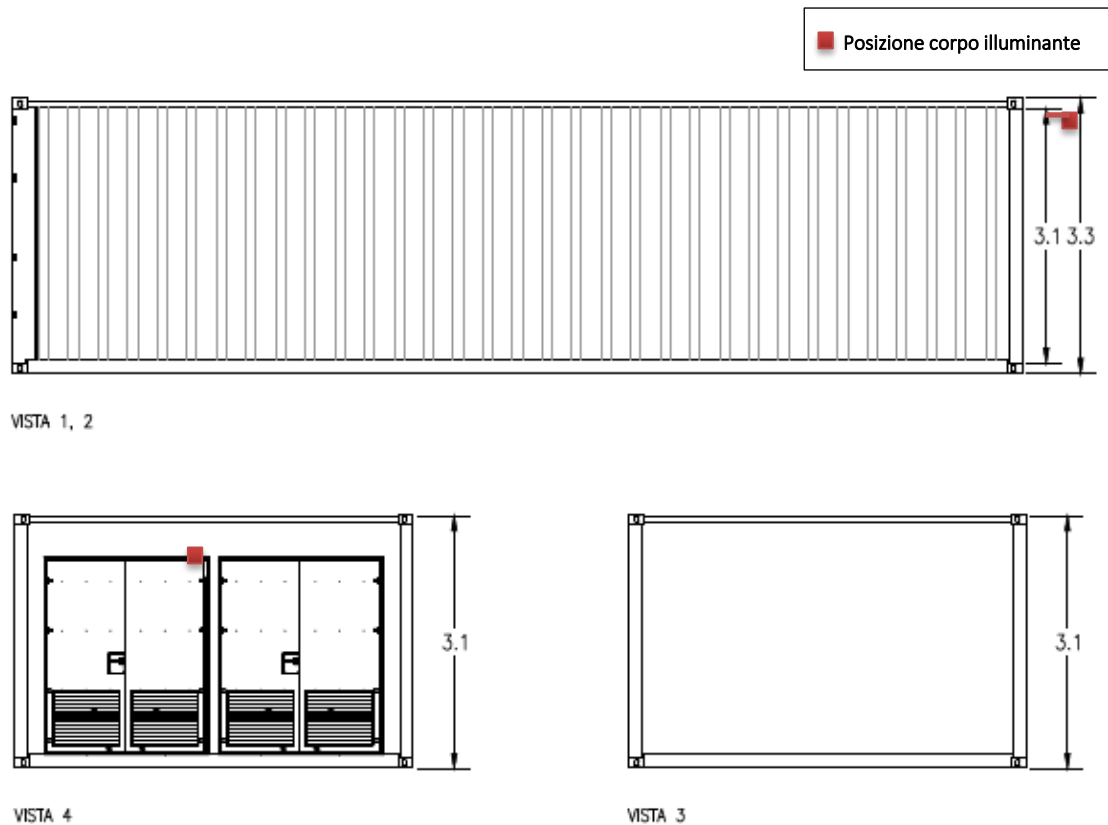 Posizione corpo illuminante
3.1 3.3
VISTA 1, 2
3.1
3.1
VISTA 4
VISTA 3